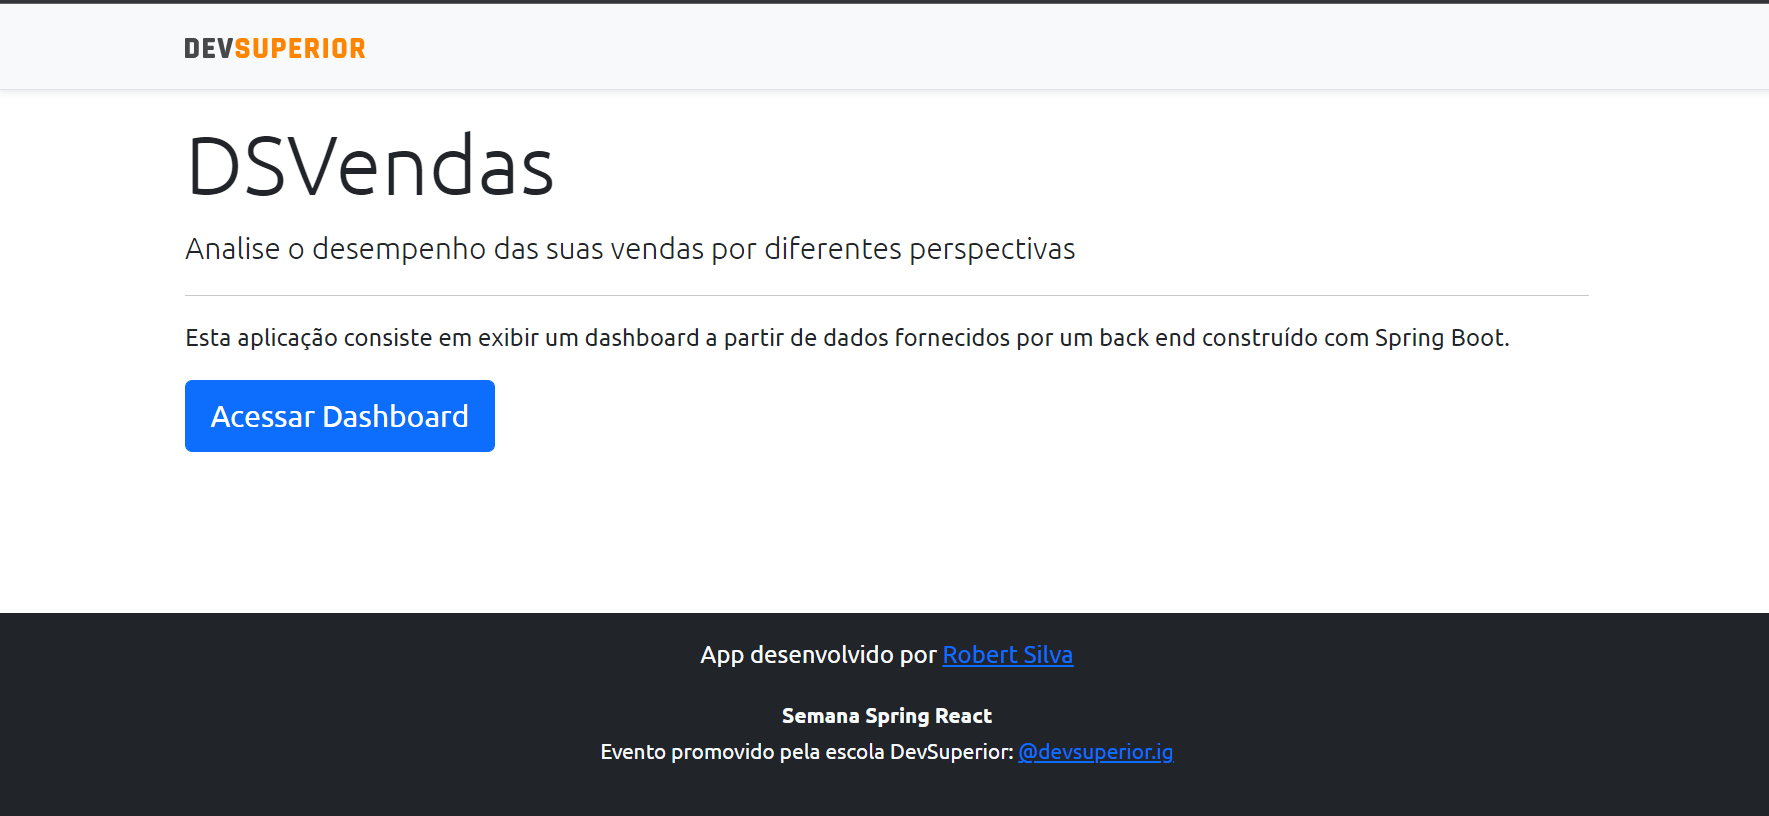 DEVSUPERIOR
DSVendas
Analise o desempenho das suas vendas por diferentes perspectivas
Esta aplicação consiste em exibir um dashboard a partir de dados fornecidos por um back end construído com Spring Boot.
Acessar Dashboard
App desenvolvido por Robert Silva
Semana Spring React
Evento promovido pela escola DevSuperior: @devsuperior.ig